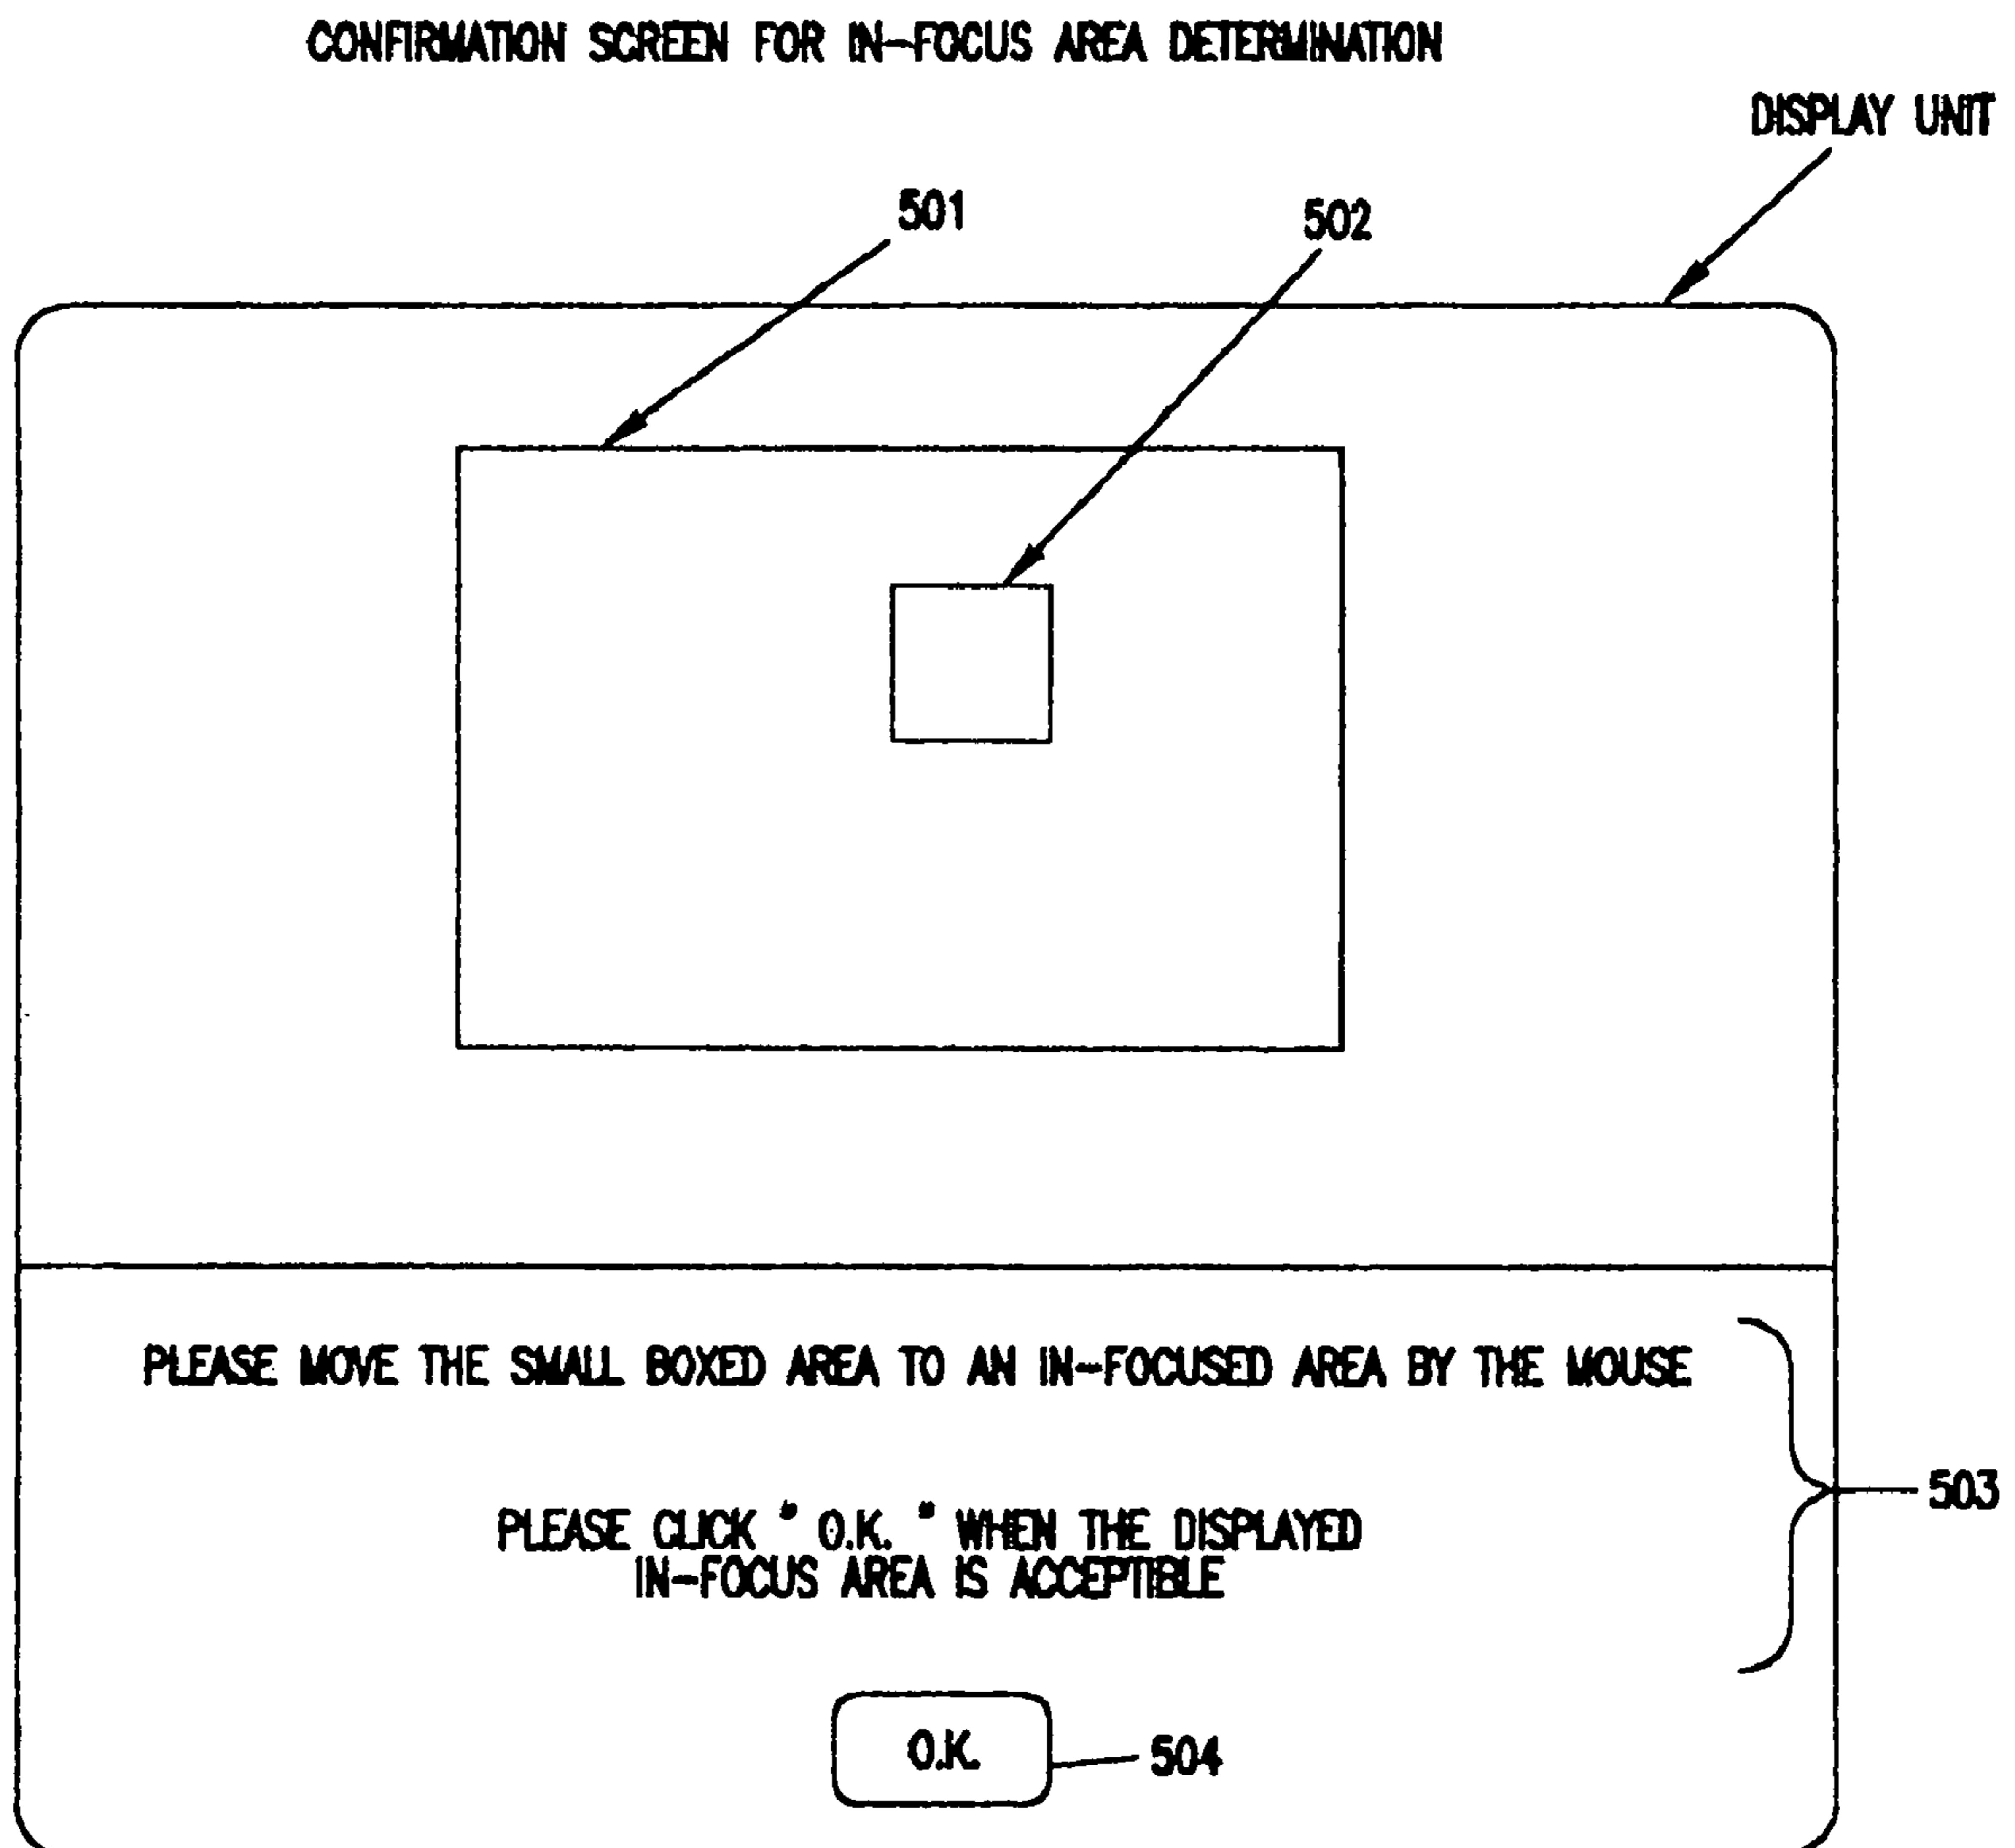 CONFIRMATION SCREEN FOR IN-FOCUS AREA DETERMINATION
DISPLAY UNIT
501
502
PLEASE MOVE THE SMALL BOXED AREA TO AN IN-FOCUSED AREA BY THE MOUSE
503
PLEASE CLICK " O.K. " WHEN THE DISPLAYED
IN-FOCUS AREA IS ACCEPTIBLE
O.K.
504